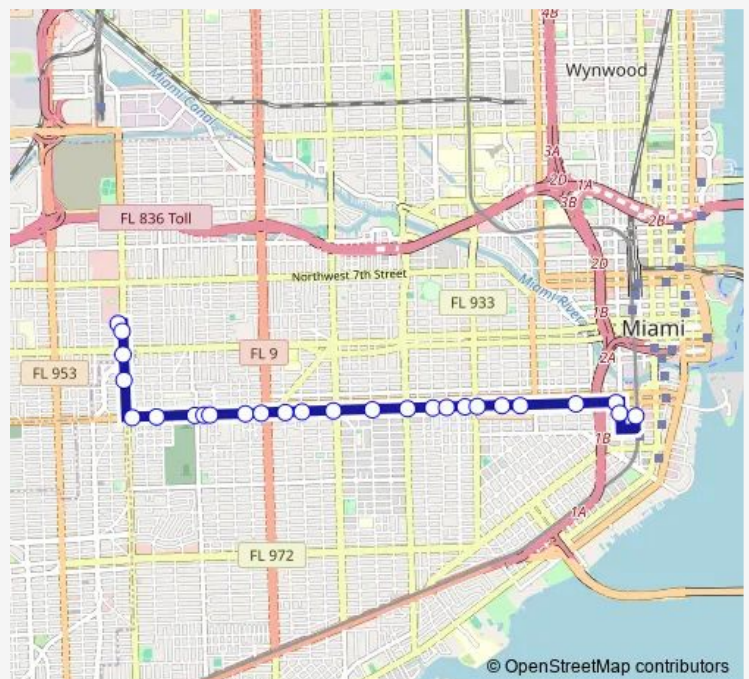 4B
Wynwood
Miami Canal
3A
2D
1A
3B
2B
FL 836 Toll
2D
Northwest 7th Street
FL 933
Miami River
1B
Miami
FL 9
2A
FL 953
1B
1A
FL 972
© OpenStreetMap contributors